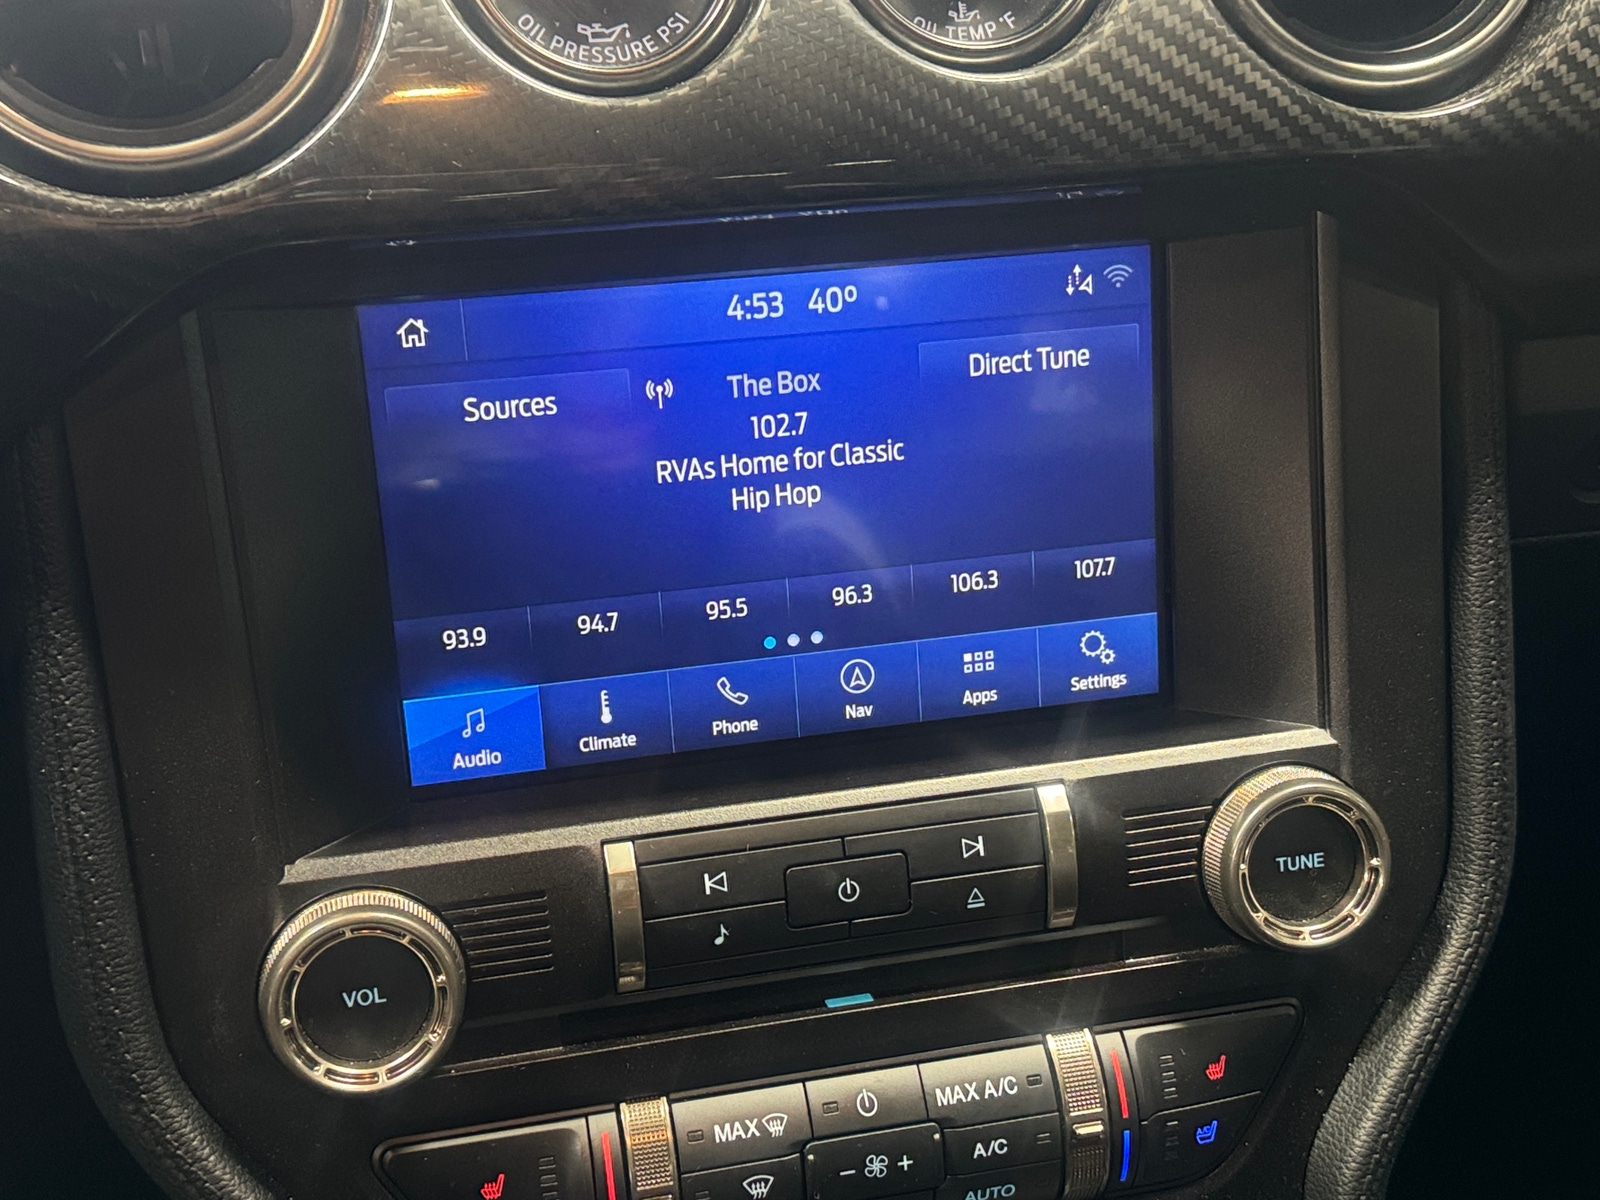 OIL PRESSURE PSI
OIL TEMP °F
4:53 40°
Sources
The Box
Direct Tune
102.7
RVAs Home for Classic
Hip Hop
93.9 94.7 95.5 96.3 106.3 107.7
Audio Climate Phone Nav Apps Settings
VOL
TUNE
MAX
MAX A/C
A/C
A/C
AUTO